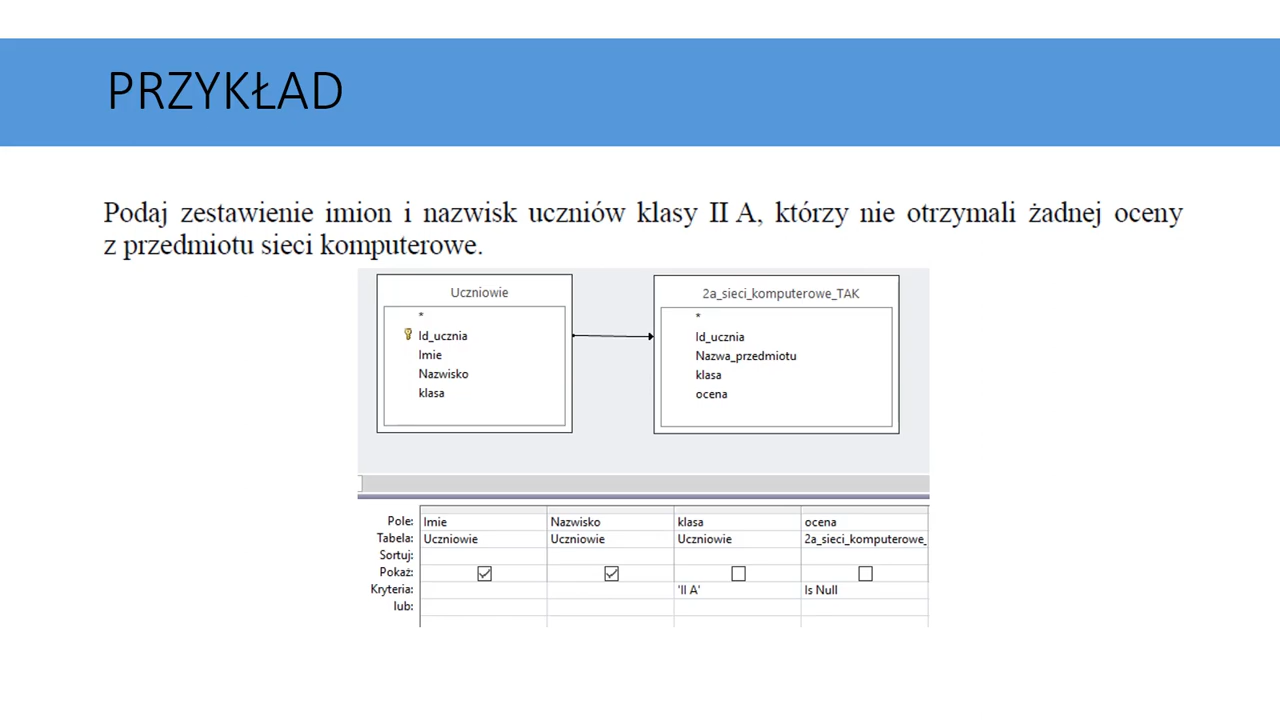 PRZYKŁAD
Podaj zestawienie imion i nazwisk uczniów klasy II A, którzy nie otrzymali żadnej oceny
z przedmiotu sieci komputerowe.
Uczniowie
*
Id_ucznia
Imie
Nazwisko
klasa
2a_sieci_komputerowe_TAK
*
Id_ucznia
Nazwa_przedmiotu
klasa
ocena
Pole: Imie Nazwisko klasa ocena
Tabela: Uczniowie Uczniowie Uczniowie 2a_sieci_komputerowe_
Sortuj:
Pokaż:
Kryteria: 'II A' Is Null
lub: